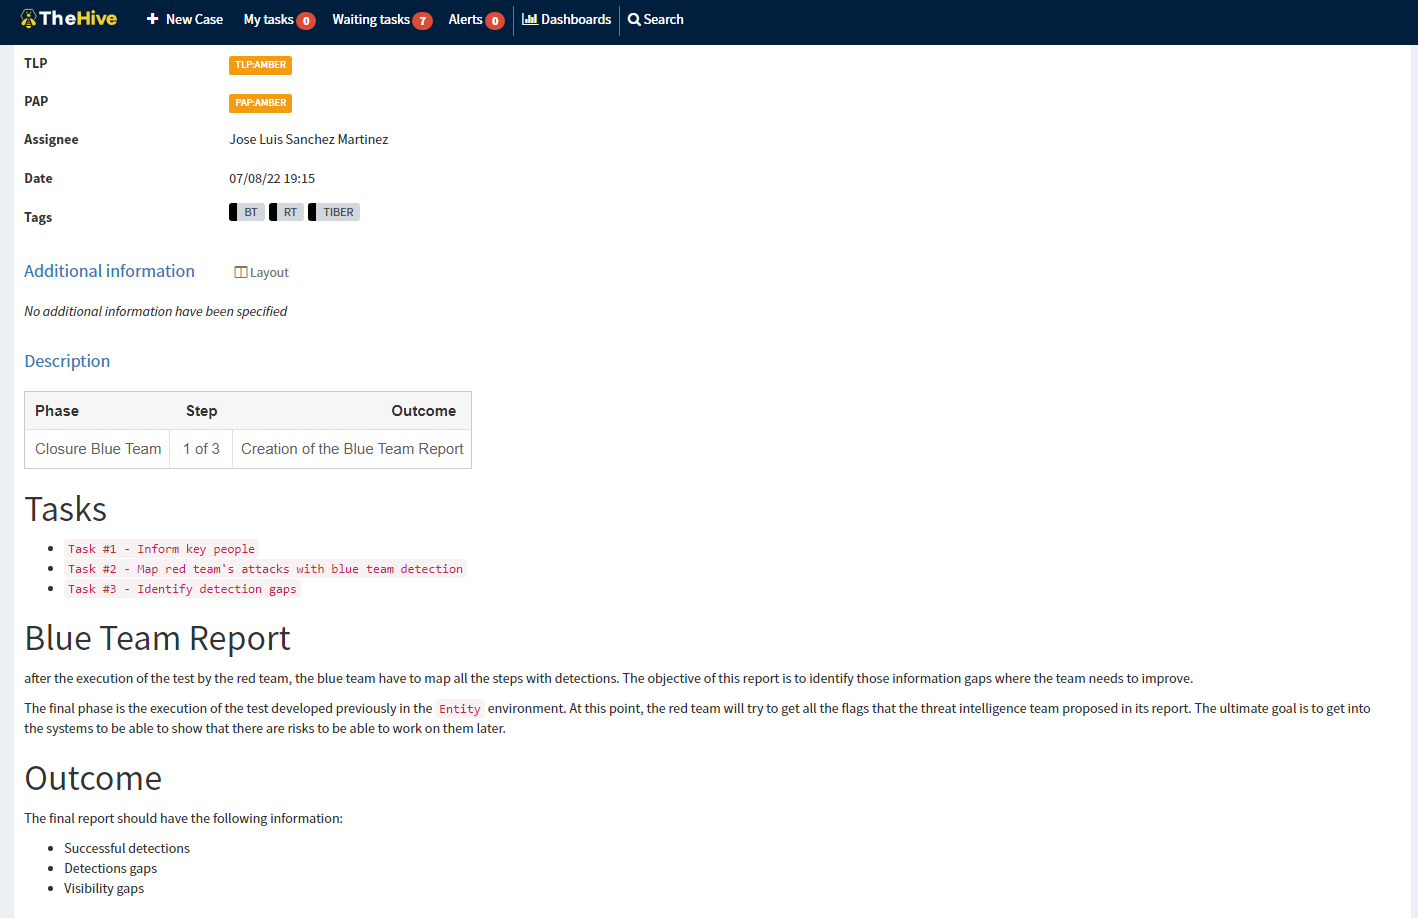 TheHive + New Case My tasks 0 Waiting tasks 7 Alerts 0 Dashboards Search
TLP TLP:AMBER
PAP PAP:AMBER
Assignee Jose Luis Sanchez Martinez
Date 07/08/22 19:15
Tags BT RT TIBER
Additional information Layout
No additional information have been specified
Description
Phase Step Outcome
Closure Blue Team 1 of 3 Creation of the Blue Team Report
Tasks
• Task #1 - Inform key people
• Task #2 - Map red team's attacks with blue team detection
• Task #3 - Identify detection gaps
Blue Team Report
after the execution of the test by the red team, the blue team have to map all the steps with detections. The objective of this report is to identify those information gaps where the team needs to improve.
The final phase is the execution of the test developed previously in the Entity environment. At this point, the red team will try to get all the flags that the threat intelligence team proposed in its report. The ultimate goal is to get into
the systems to be able to show that there are risks to be able to work on them later.
Outcome
The final report should have the following information:
• Successful detections
• Detections gaps
• Visibility gaps